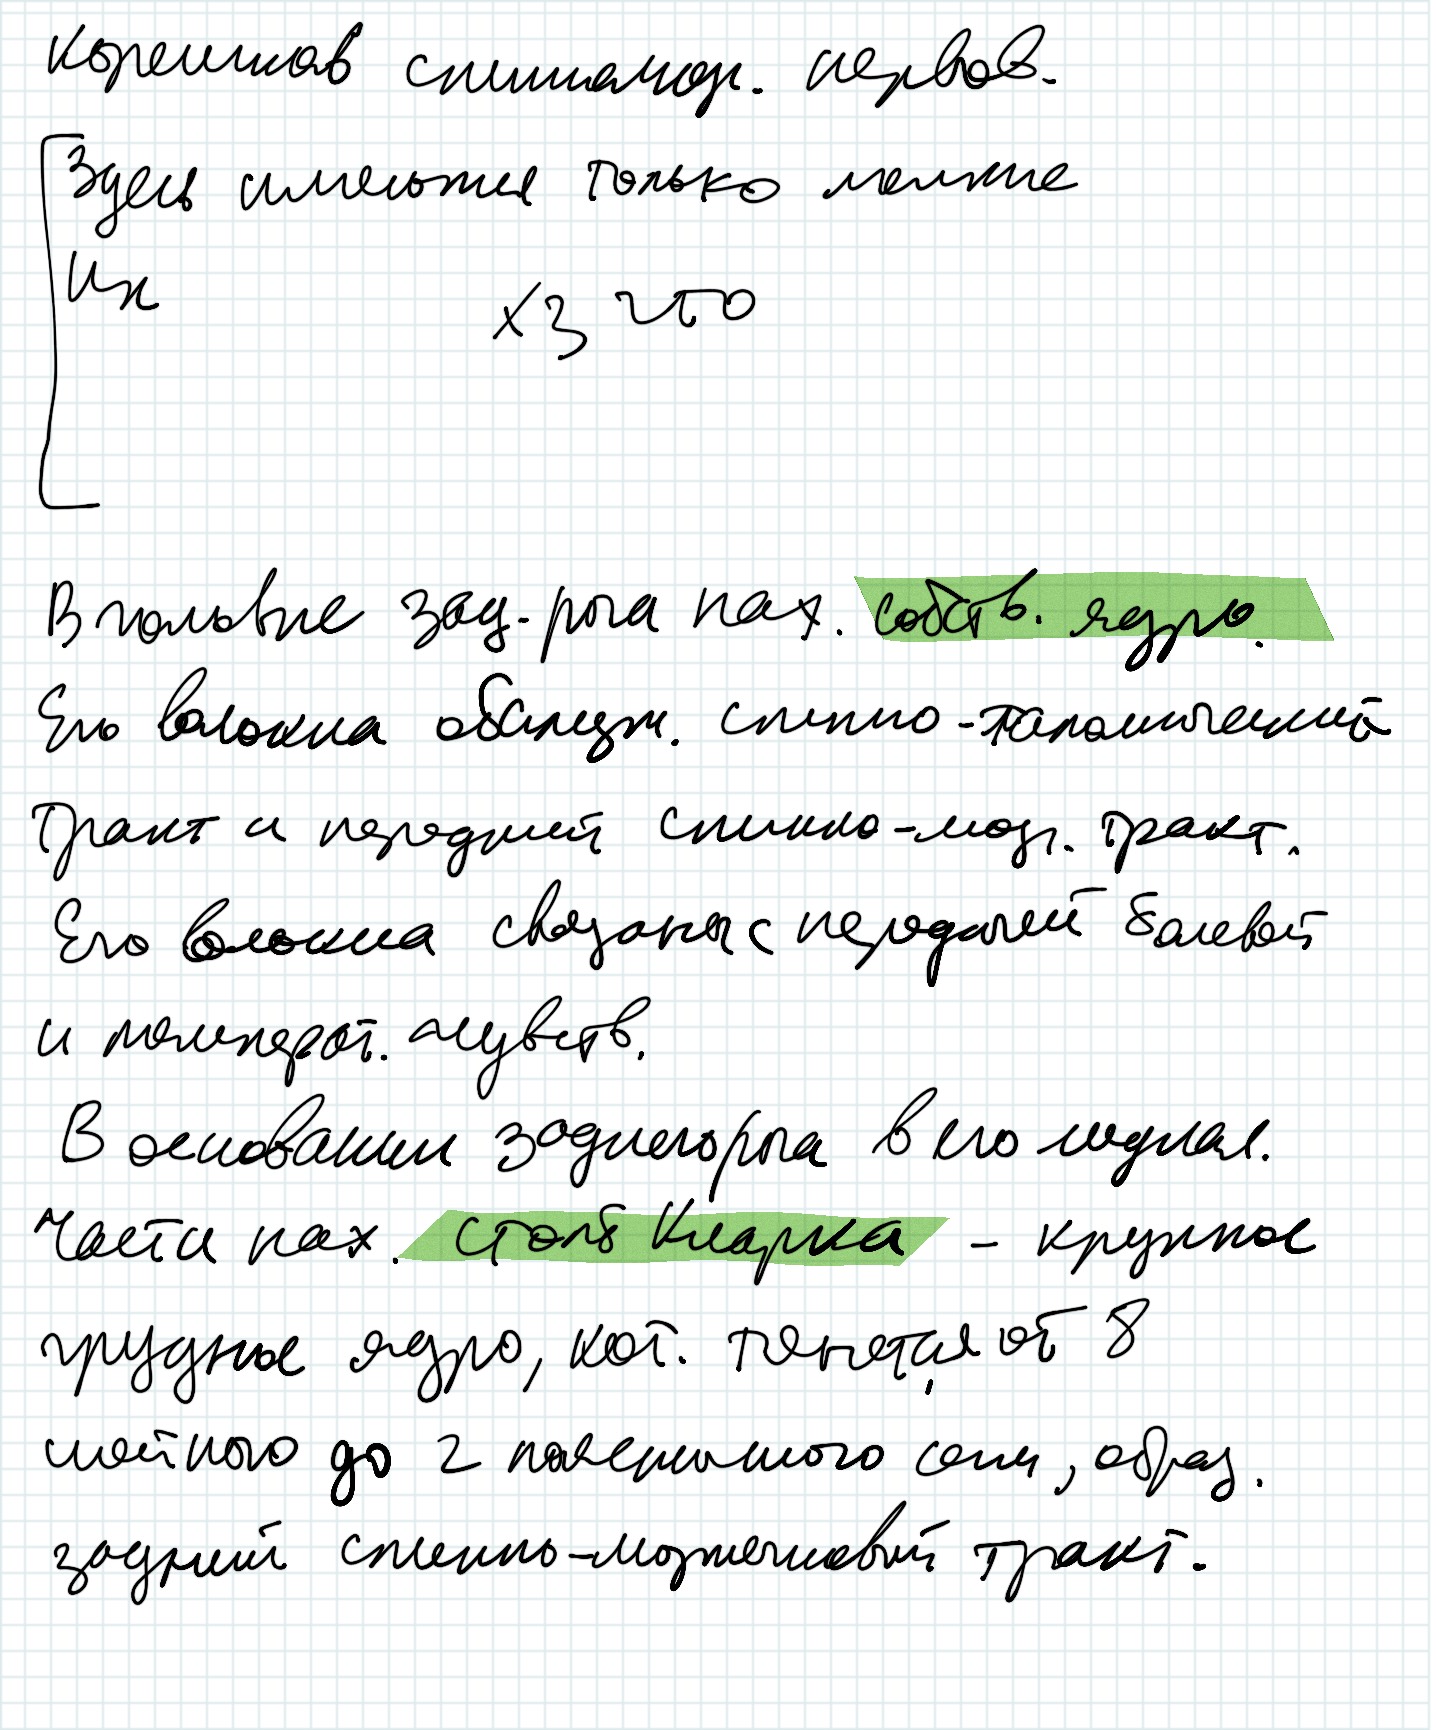 корешков спинномозг. нервов.
Здесь имеются только мелкие
Их
хз что
В головке зад. рога нах. собств. ядро.
Его волокна обслуж. спинно-таламический
тракт и передний спинно-мозг. тракт.
Его волокна связаны с передачей болевой
и температ. чувств.
В основании заднего рога в его медиал.
части нах. столб Кларка - крупное
грудное ядро, кот. тянется от 8
шейного до 2 поясничного сегм, образ.
задний спинно-мозжечковый тракт.